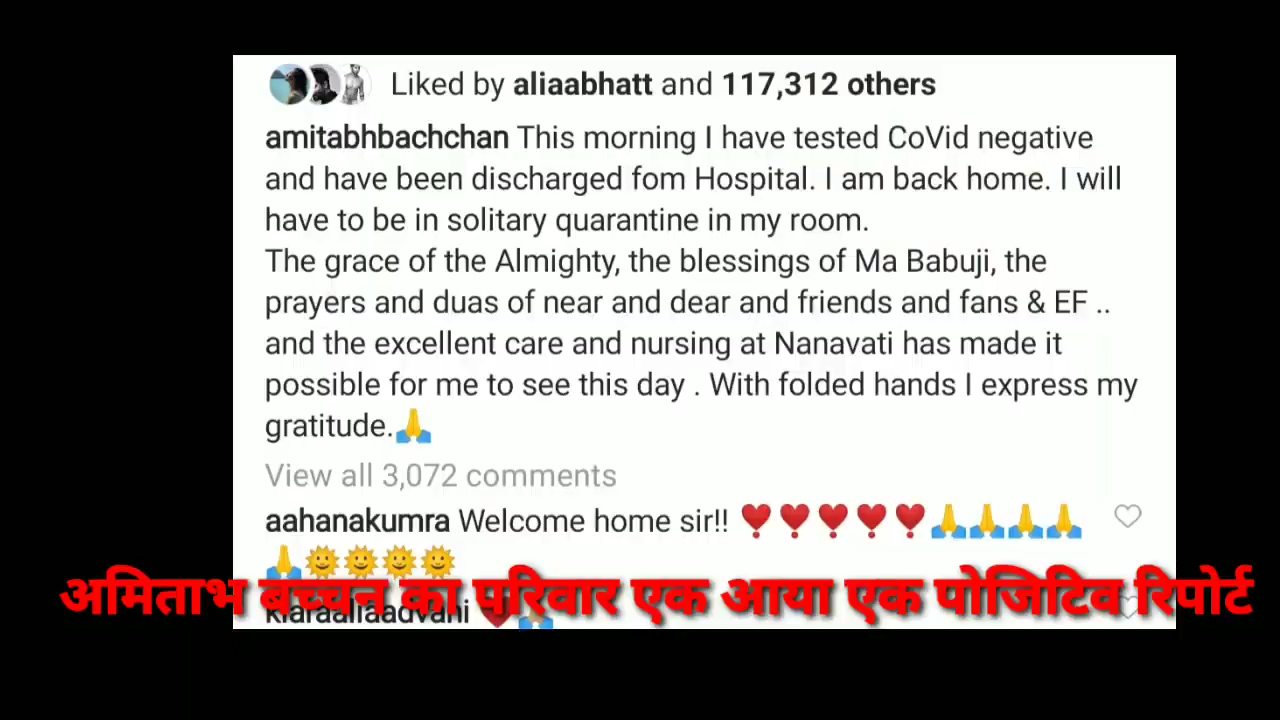 Liked by aliaabhatt and 117,312 others
amitabhbachchan This morning I have tested CoVid negative
and have been discharged fom Hospital. I am back home. I will
have to be in solitary quarantine in my room.
The grace of the Almighty, the blessings of Ma Babuji, the
prayers and duas of near and dear and friends and fans & EF ..
and the excellent care and nursing at Nanavati has made it
possible for me to see this day . With folded hands I express my
gratitude.🙏
View all 3,072 comments
aahanakumra Welcome home sir!! ❣️❣️❣️❣️❣️🙏🙏🙏🙏
🙏🌞🌞🌞🌞
अमिताभ बच्चन का परिवार एक आया एक पोजिटिव रिपोर्ट
kiaraaliaadvani ❤️🙏🏼